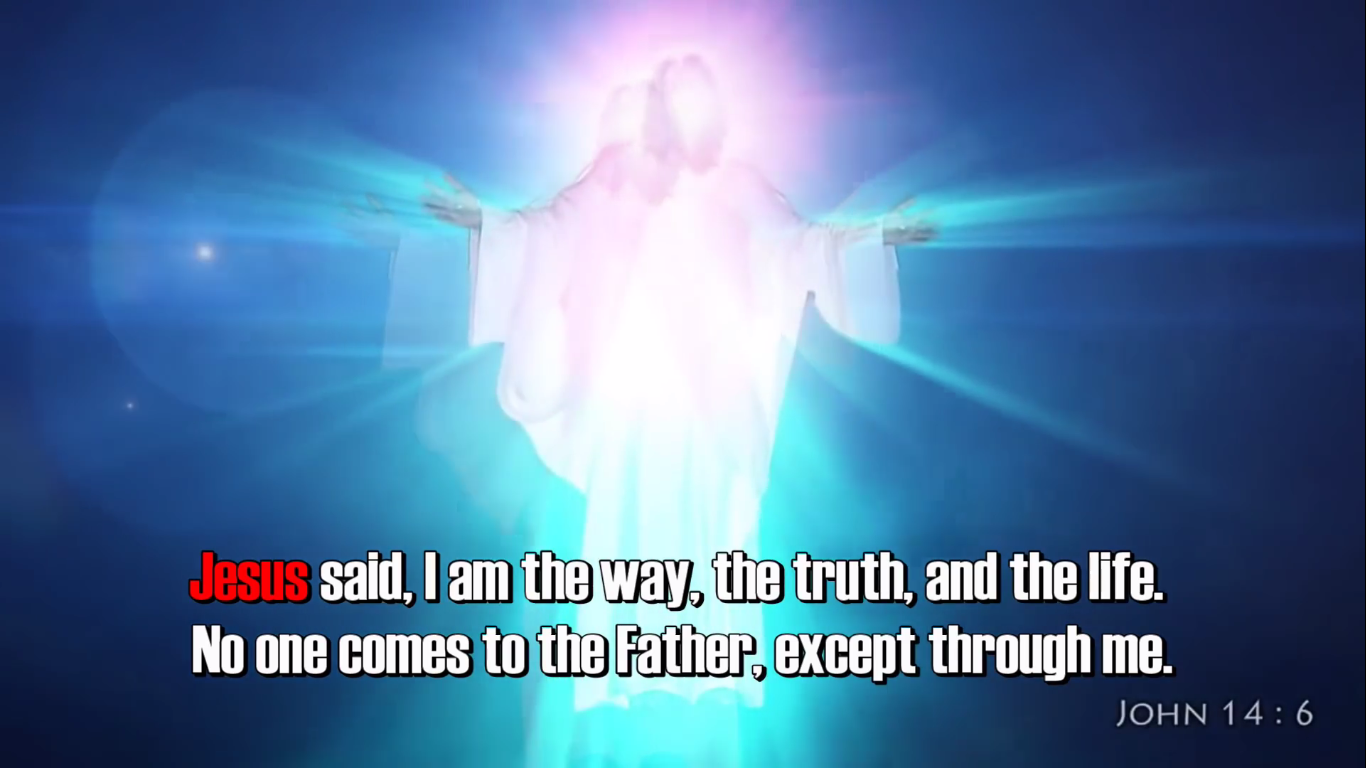 Jesus said, I am the way, the truth, and the life.
No one comes to the Father, except through me.
John 14 : 6